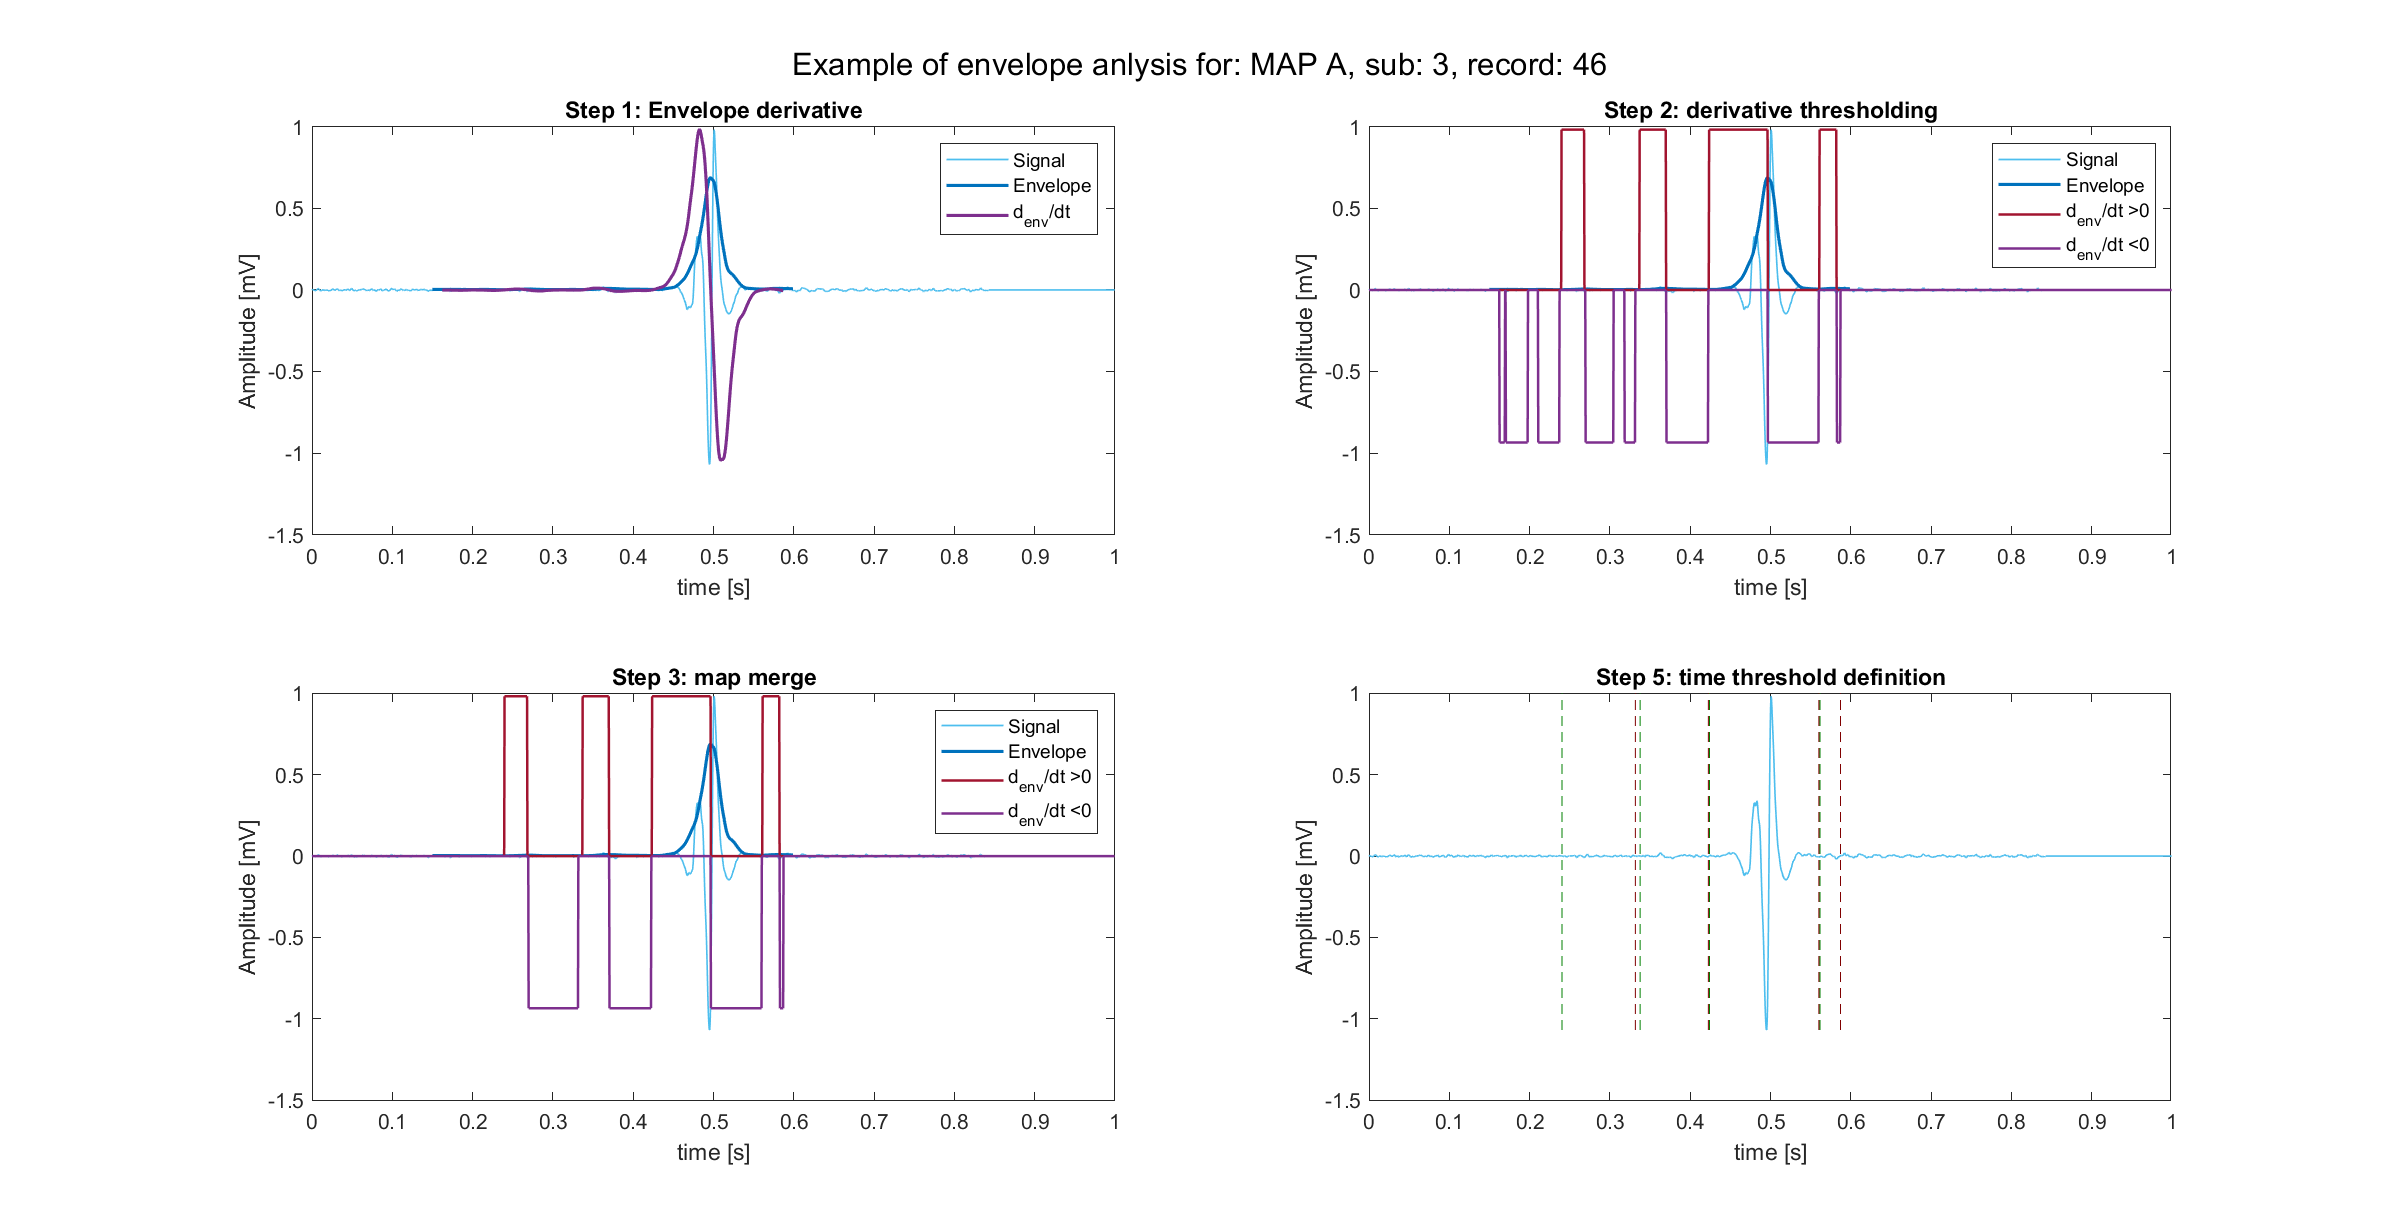 Example of envelope anlysis for: MAP A, sub: 3, record: 46
Step 1: Envelope derivative
1
0.5
0
-0.5
-1
-1.5
Amplitude [mV]
0 0.1 0.2 0.3 0.4 0.5 0.6 0.7 0.8 0.9 1
time [s]
Signal
Envelope
d_env/dt
Step 2: derivative thresholding
1
0.5
0
-0.5
-1
-1.5
Amplitude [mV]
0 0.1 0.2 0.3 0.4 0.5 0.6 0.7 0.8 0.9 1
time [s]
Signal
Envelope
d_env/dt >0
d_env/dt <0
Step 3: map merge
1
0.5
0
-0.5
-1
-1.5
Amplitude [mV]
0 0.1 0.2 0.3 0.4 0.5 0.6 0.7 0.8 0.9 1
time [s]
Signal
Envelope
d_env/dt >0
d_env/dt <0
Step 5: time threshold definition
1
0.5
0
-0.5
-1
-1.5
Amplitude [mV]
0 0.1 0.2 0.3 0.4 0.5 0.6 0.7 0.8 0.9 1
time [s]